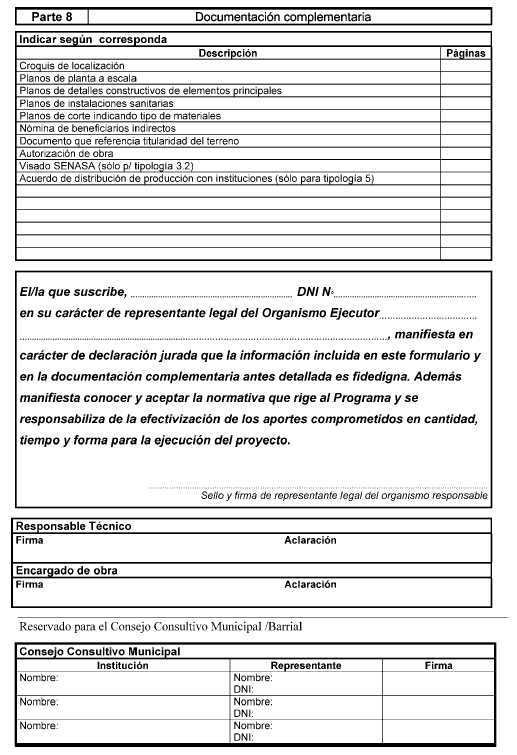 Parte 8 Documentación complementaria
Indicar según corresponda
Descripción Páginas
Croquis de localización
Planos de planta a escala
Planos de detalles constructivos de elementos principales
Planos de instalaciones sanitarias
Planos de corte indicando tipo de materiales
Nómina de beneficiarios indirectos
Documento que referencia titularidad del terreno
Autorización de obra
Visado SENASA (sólo p/ tipología 3.2)
Acuerdo de distribución de producción con instituciones (sólo para tipología 5)
El/la que suscribe, DNI Nº
en su carácter de representante legal del Organismo Ejecutor
, manifiesta en
carácter de declaración jurada que la información incluida en este formulario y
en la documentación complementaria antes detallada es fidedigna. Además
manifiesta conocer y aceptar la normativa que rige al Programa y se
responsabiliza de la efectivización de los aportes comprometidos en cantidad,
tiempo y forma para la ejecución del proyecto.
Sello y firma de representante legal del organismo responsable
Responsable Técnico
Firma Aclaración
Encargado de obra
Firma Aclaración
Reservado para el Consejo Consultivo Municipal /Barrial
Consejo Consultivo Municipal
Institución Representante Firma
Nombre: Nombre:
DNI:
Nombre: Nombre:
DNI:
Nombre: Nombre:
DNI: